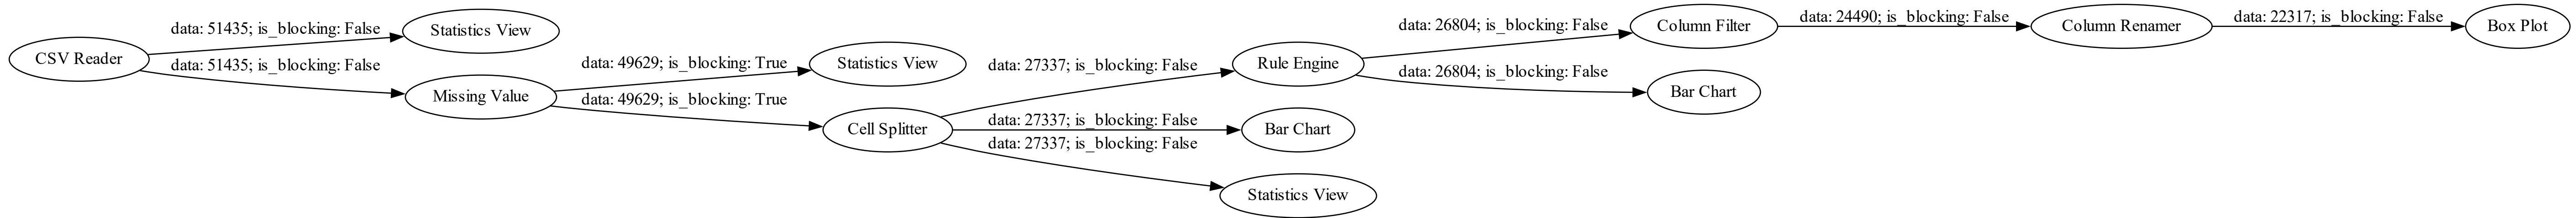 CSV Reader
data: 51435; is_blocking: False
Statistics View
data: 51435; is_blocking: False
Missing Value
data: 49629; is_blocking: True
Statistics View
data: 49629; is_blocking: True
Cell Splitter
data: 27337; is_blocking: False
Rule Engine
data: 27337; is_blocking: False
Bar Chart
data: 27337; is_blocking: False
Statistics View
data: 26804; is_blocking: False
Column Filter
data: 26804; is_blocking: False
Bar Chart
data: 24490; is_blocking: False
Column Renamer
data: 22317; is_blocking: False
Box Plot